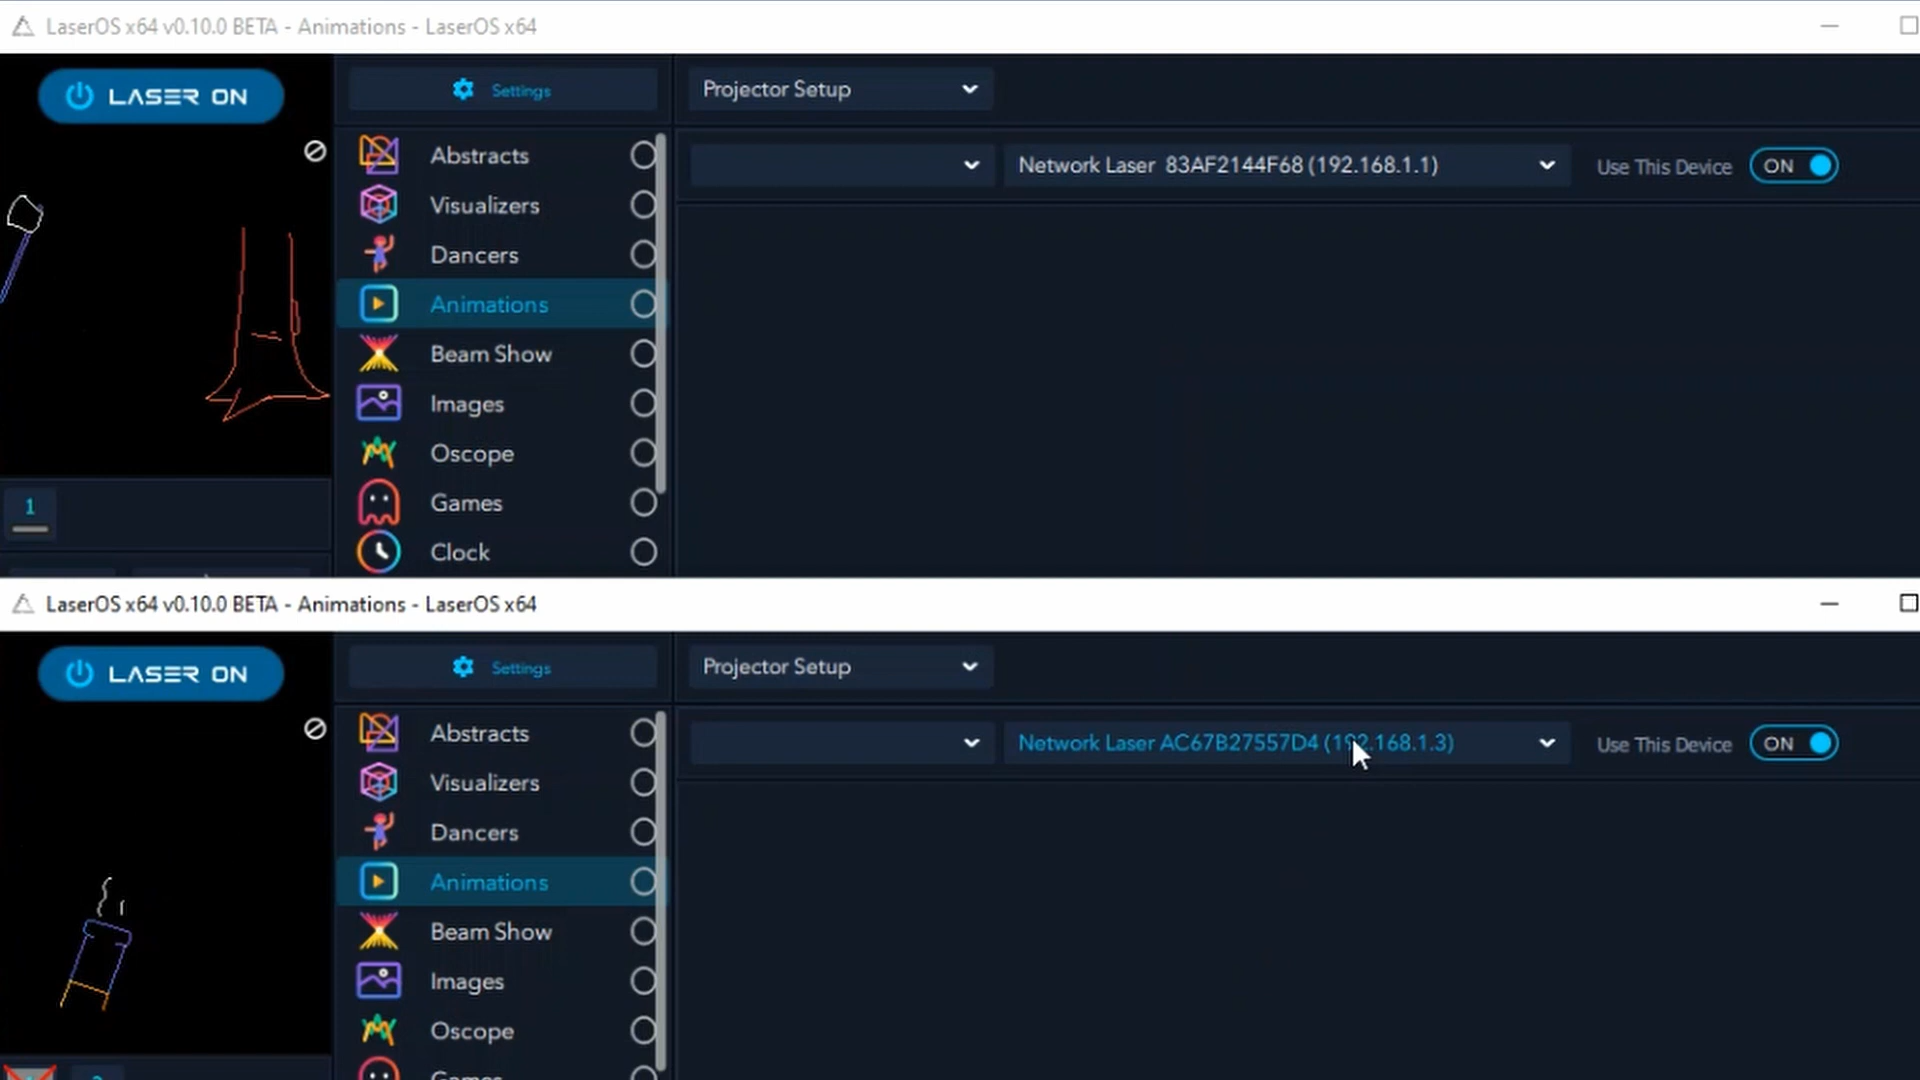 LaserOS x64 v0.10.0 BETA - Animations - LaserOS x64
LASER ON
Settings
Projector Setup
Network Laser 83AF2144F68 (192.168.1.1)
Use This Device
ON
Abstracts
Visualizers
Dancers
Animations
Beam Show
Images
Oscope
Games
Clock
1
LaserOS x64 v0.10.0 BETA - Animations - LaserOS x64
LASER ON
Settings
Projector Setup
Network Laser AC67B27557D4 (192.168.1.3)
Use This Device
ON
Abstracts
Visualizers
Dancers
Animations
Beam Show
Images
Oscope
Games